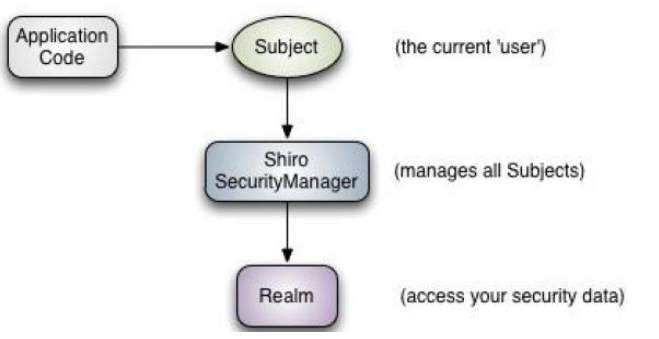 Application
Code
Subject
(the current 'user')
Shiro
SecurityManager
(manages all Subjects)
Realm
(access your security data)